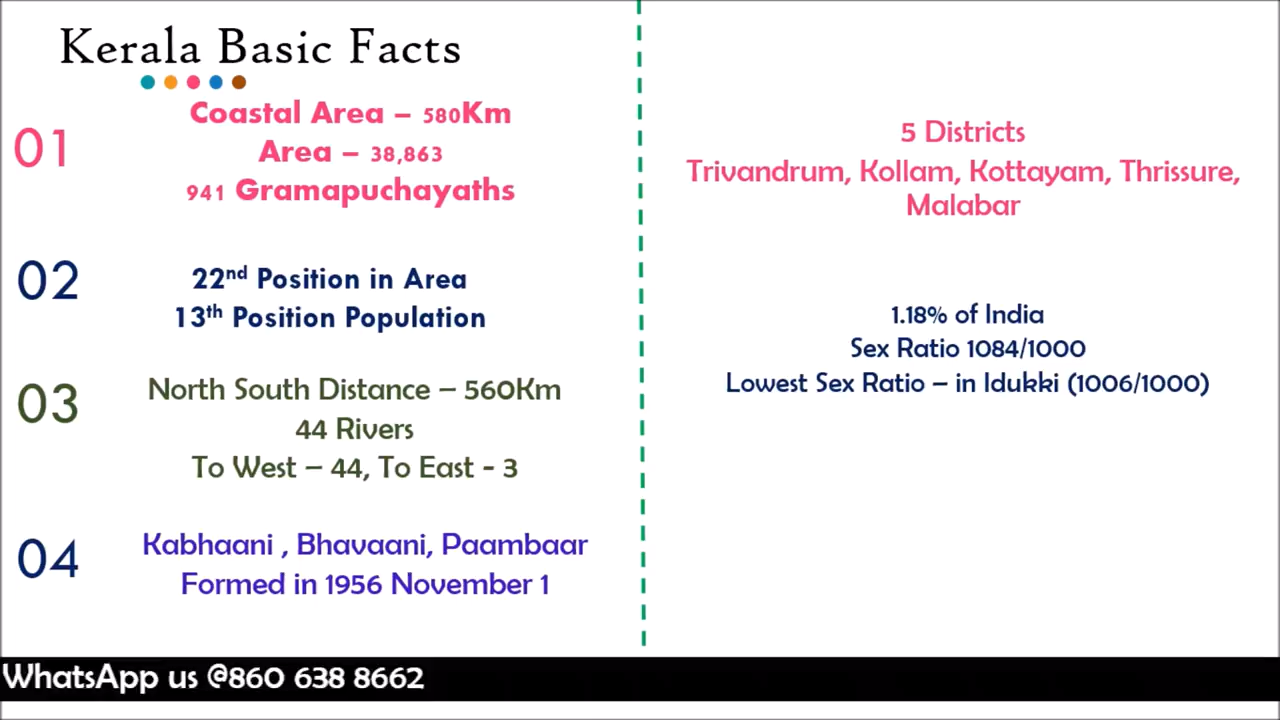 Kerala Basic Facts
01
Coastal Area – 580Km
Area – 38,863
941 Gramapuchayaths
02
22nd Position in Area
13th Position Population
03
North South Distance – 560Km
44 Rivers
To West – 44, To East - 3
04
Kabhaani , Bhavaani, Paambaar
Formed in 1956 November 1
5 Districts
Trivandrum, Kollam, Kottayam, Thrissure,
Malabar
1.18% of India
Sex Ratio 1084/1000
Lowest Sex Ratio – in Idukki (1006/1000)
WhatsApp us @860 638 8662